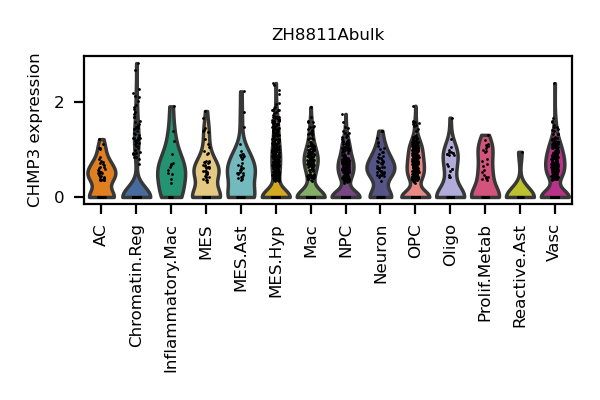 ZH8811Abulk
CHMP3 expression
2
0
AC
Chromatin.Reg
Inflammatory.Mac
MES
MES.Ast
MES.Hyp
Mac
NPC
Neuron
OPC
Oligo
Prolif.Metab
Reactive.Ast
Vasc